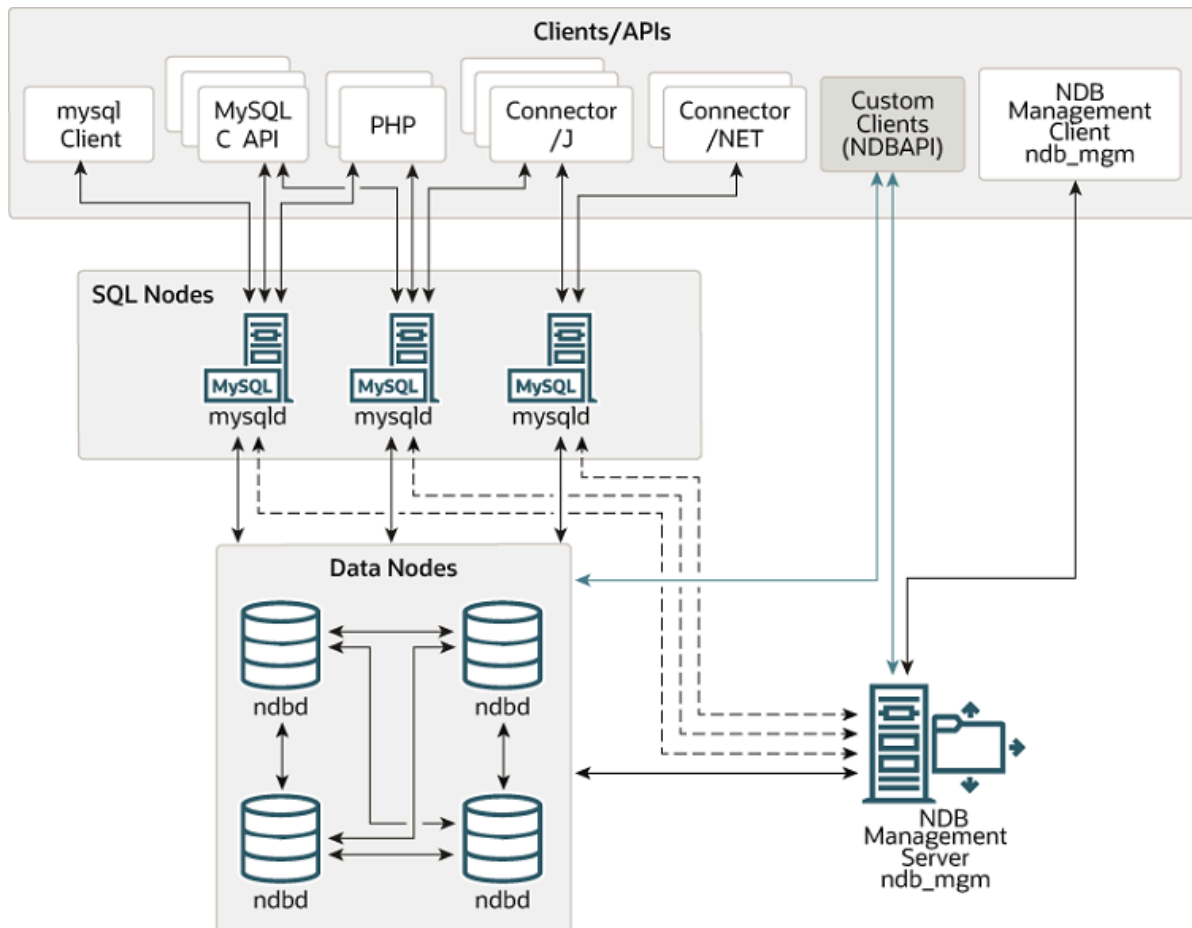 Clients/APIs
mysql
Client
MySQL
C API
PHP
Connector
/J
Connector
/NET
Custom
Clients
(NDBAPI)
NDB
Management
Client
ndb_mgm
SQL Nodes
MySQL
mysqld
MySQL
mysqld
MySQL
mysqld
Data Nodes
ndbd
ndbd
ndbd
ndbd
NDB
Management
Server
ndb_mgm